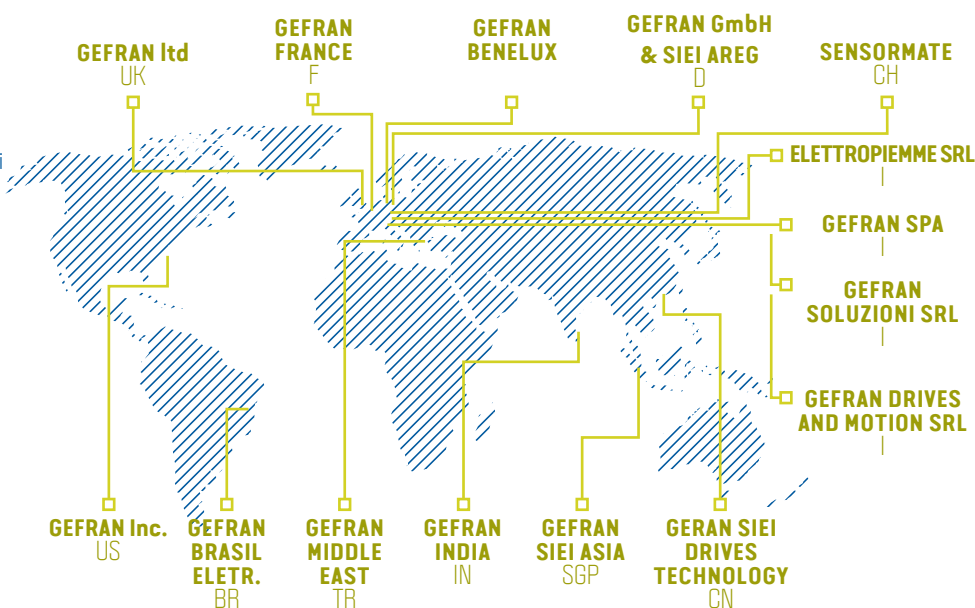 GEFRAN ltd
UK
GEFRAN
FRANCE
F
GEFRAN
BENELUX
GEFRAN GmbH
& SIEI AREG
D
SENSORMATE
CH
i
ELETTROPIEMME SRL
I
GEFRAN SPA
I
GEFRAN
SOLUZIONI SRL
I
GEFRAN DRIVES
AND MOTION SRL
I
GEFRAN Inc.
US
GEFRAN
BRASIL
ELETR.
BR
GEFRAN
MIDDLE
EAST
TR
GEFRAN
INDIA
IN
GEFRAN
SIEI ASIA
SGP
GERAN SIEI
DRIVES
TECHNOLOGY
CN